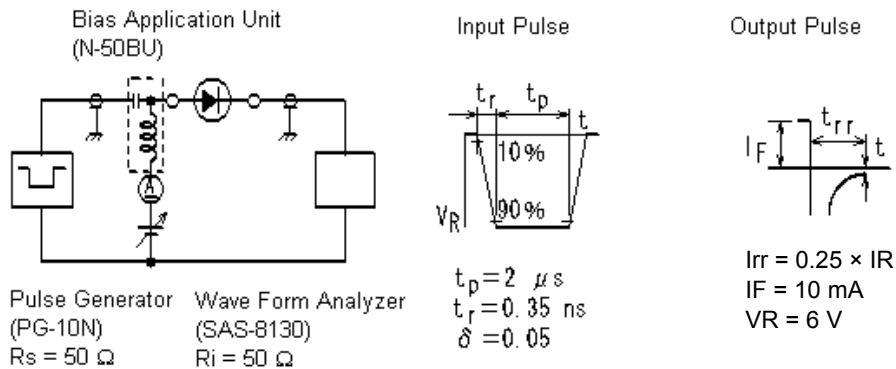 Bias Application Unit
(N-50BU)
Input Pulse
Output Pulse
A
tr
tp
t
10%
90%
VR
IF
trr
t
tp=2 μs
tr=0.35 ns
δ=0.05
Irr = 0.25 × IR
IF = 10 mA
VR = 6 V
Pulse Generator
(PG-10N)
Rs = 50 Ω
Wave Form Analyzer
(SAS-8130)
Ri = 50 Ω